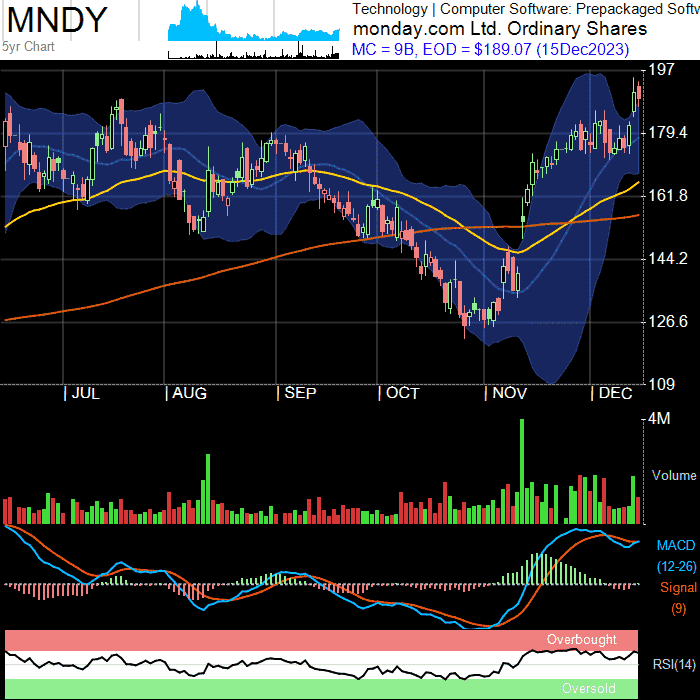 MNDY
5yr Chart
Technology | Computer Software: Prepackaged Softw
monday.com Ltd. Ordinary Shares
MC = 9B, EOD = $189.07 (15Dec2023)
197
179.4
161.8
144.2
126.6
109
| JUL | AUG | SEP | OCT | NOV | DEC
4M
Volume
MACD
(12-26)
Signal
(9)
Overbought
RSI(14)
Oversold